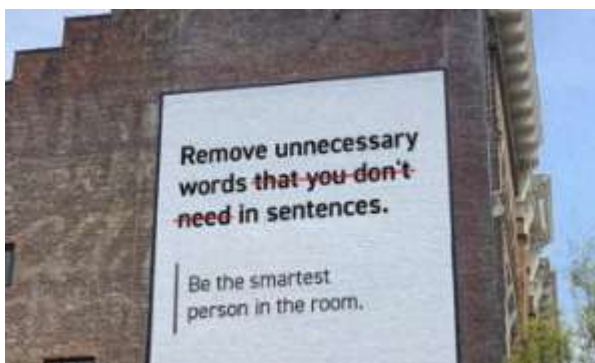 Remove unnecessary
words that you don't
need in sentences.
Be the smartest
person in the room.